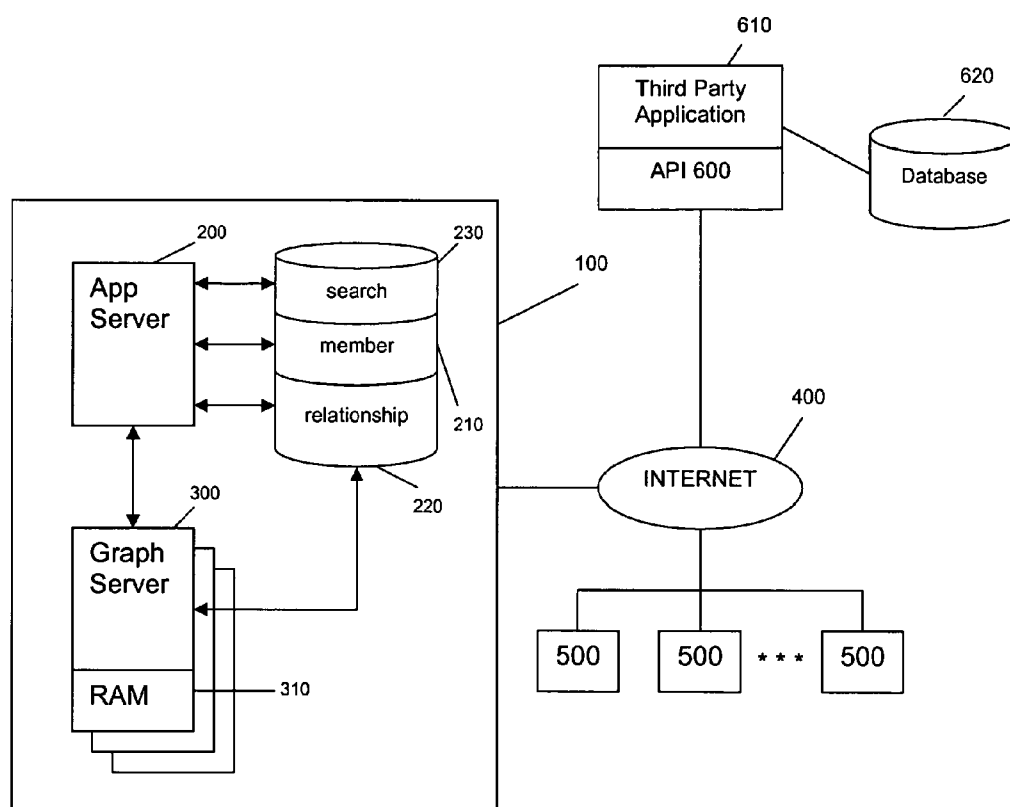 610
Third Party
Application
API 600
620
Database
200
App
Server
230
search
member
relationship
210
220
100
400
INTERNET
300
Graph
Server
RAM
310
500
500
* * *
500